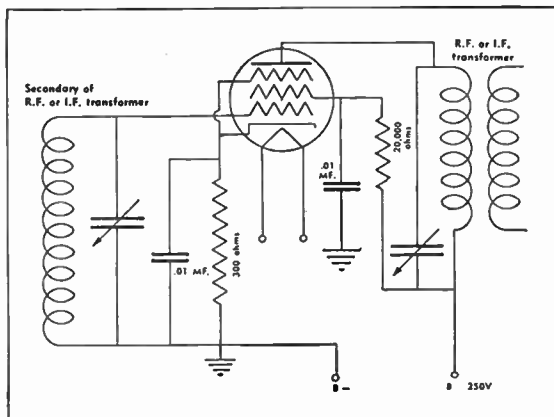 Secondary of
R.F. or I.F. transformer
R.F. or I.F.
transformer
20,000
ohms
.01
MF.
.01 MF.
300 ohms
B –
B 250V